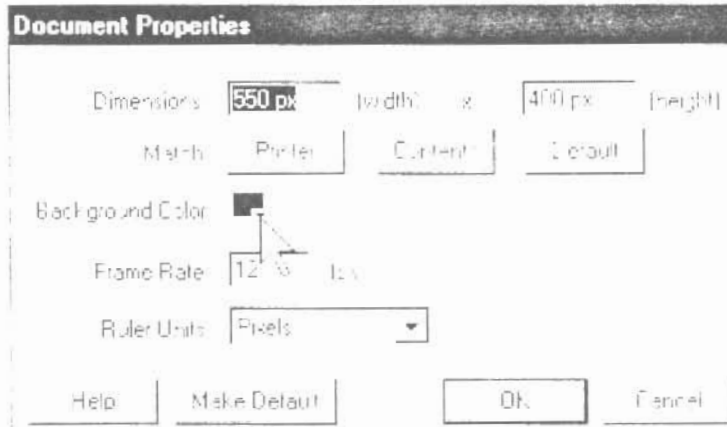 Document Properties
Dimensions 550 px (width) x 400 px (height)
Match Printer Contents Default
Background Color
Frame Rate 12 fps
Ruler Units Pixels
Help Make Default OK Cancel